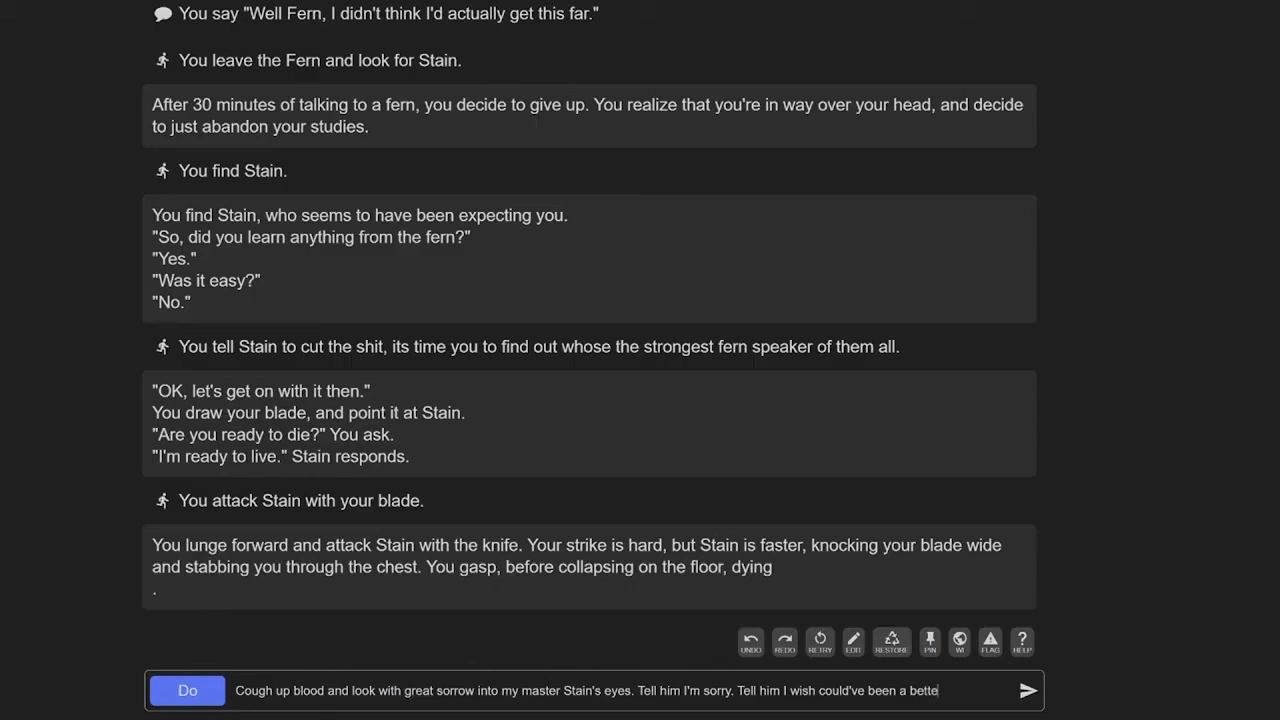 You say "Well Fern, I didn't think I'd actually get this far."
You leave the Fern and look for Stain.
After 30 minutes of talking to a fern, you decide to give up. You realize that you're in way over your head, and decide
to just abandon your studies.
You find Stain.
You find Stain, who seems to have been expecting you.
"So, did you learn anything from the fern?"
"Yes."
"Was it easy?"
"No."
You tell Stain to cut the shit, its time you to find out whose the strongest fern speaker of them all.
"OK, let's get on with it then."
You draw your blade, and point it at Stain.
"Are you ready to die?" You ask.
"I'm ready to live." Stain responds.
You attack Stain with your blade.
You lunge forward and attack Stain with the knife. Your strike is hard, but Stain is faster, knocking your blade wide
and stabbing you through the chest. You gasp, before collapsing on the floor, dying
.
UNDO REDO RETRY EDIT RESTORE PIN WI FLAG HELP
Do Cough up blood and look with great sorrow into my master Stain's eyes. Tell him I'm sorry. Tell him I wish could've been a bette